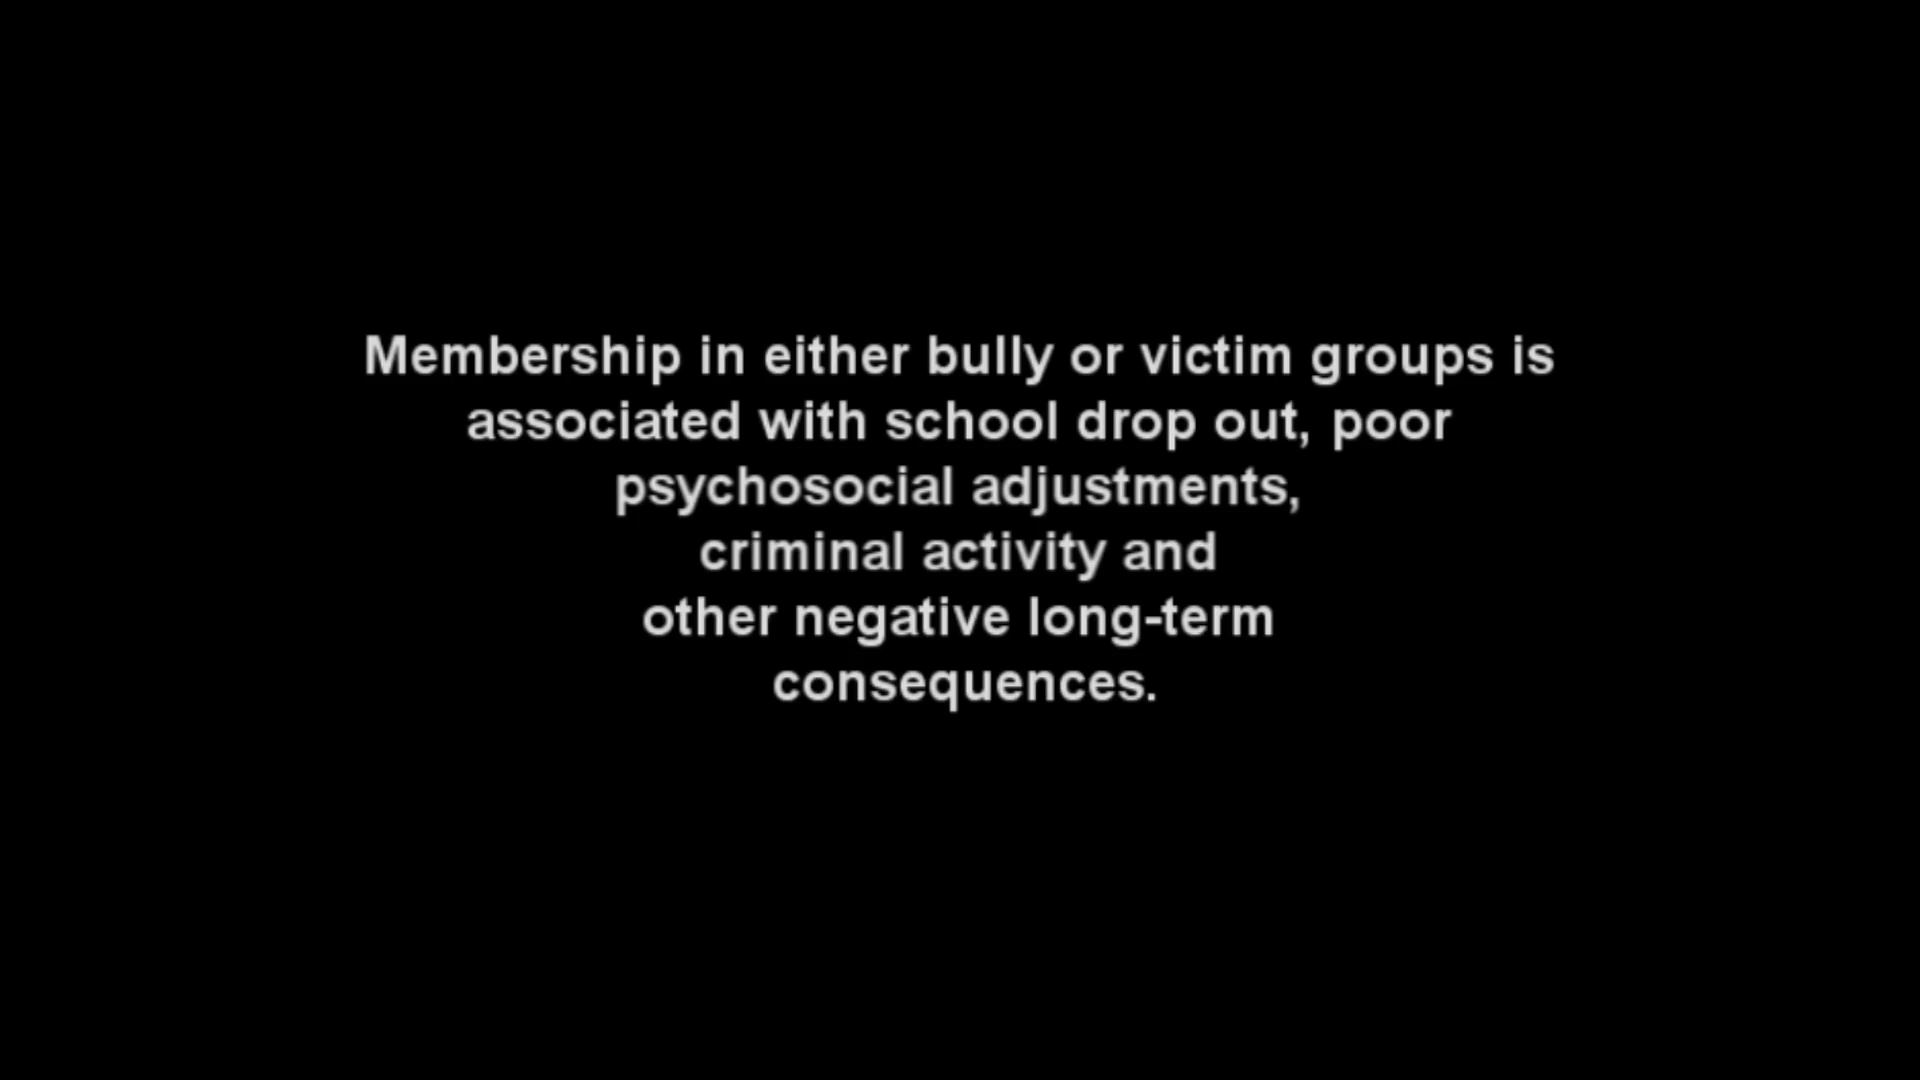 Membership in either bully or victim groups is
associated with school drop out, poor
psychosocial adjustments,
criminal activity and
other negative long-term
consequences.